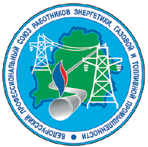 БЕЛОРУССКИЙ ПРОФЕССИОНАЛЬНЫЙ СОЮЗ РАБОТНИКОВ ЭНЕРГЕТИКИ, ГАЗОВОЙ И ТОПЛИВНОЙ ПРОМЫШЛЕННОСТИ